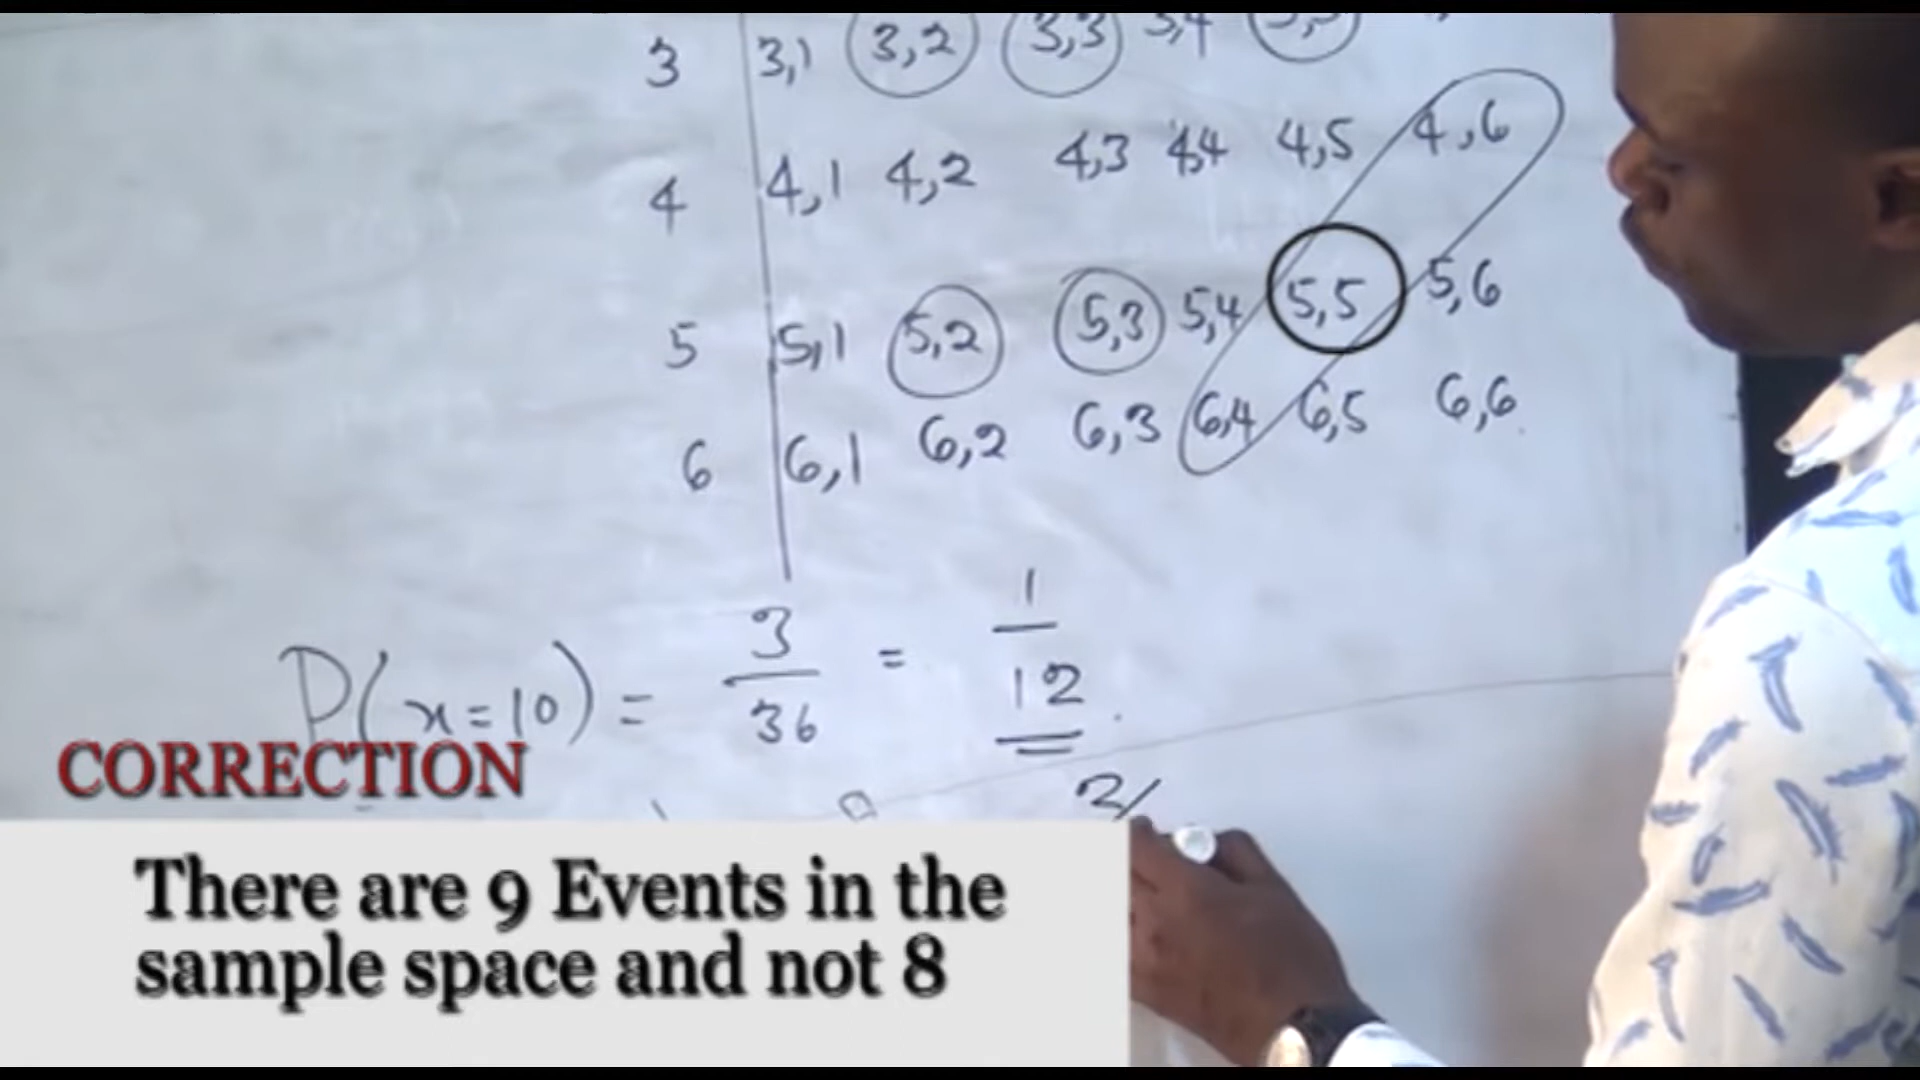 3 3,1 3,2 3,3 3,4
4 4,1 4,2 4,3 4,4 4,5 4,6
5 5,1 5,2 5,3 5,4 5,5 5,6
6 6,1 6,2 6,3 6,4 6,5 6,6
P(x=10) = 3/36 = 1/12
CORRECTION
There are 9 Events in the
sample space and not 8